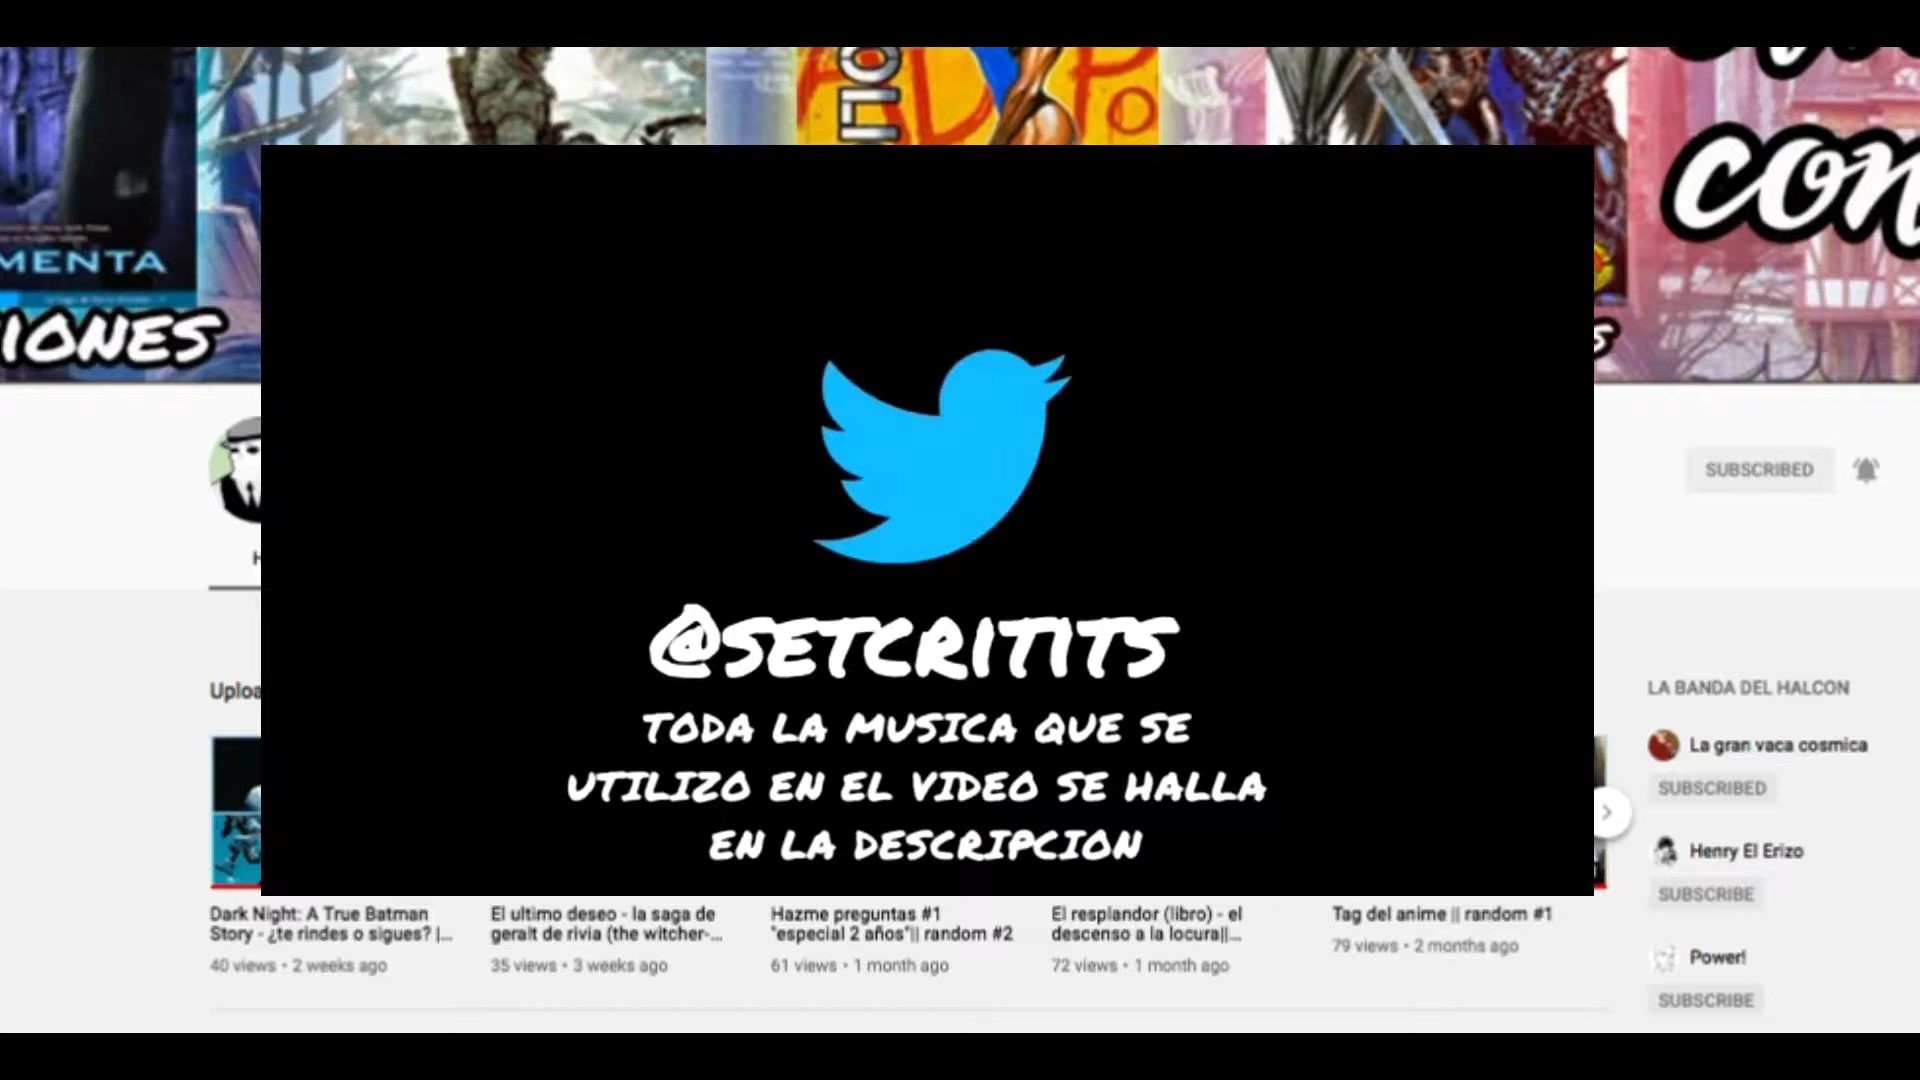 MENTA
IONES
CON
SUBSCRIBED
@SETCRITITS
TODA LA MUSICA QUE SE
UTILIZO EN EL VIDEO SE HALLA
EN LA DESCRIPCION
Uploa
LA BANDA DEL HALCON
La gran vaca cosmica
SUBSCRIBED
Henry El Erizo
SUBSCRIBE
Power!
SUBSCRIBE
Dark Night: A True Batman
Story - ¿te rindes o sigues? |...
40 views • 2 weeks ago
El ultimo deseo - la saga de
geralt de rivia (the witcher-...
35 views • 3 weeks ago
Hazme preguntas #1
"especial 2 años"|| random #2
61 views • 1 month ago
El resplandor (libro) - el
descenso a la locura||...
72 views • 1 month ago
Tag del anime || random #1
79 views • 2 months ago